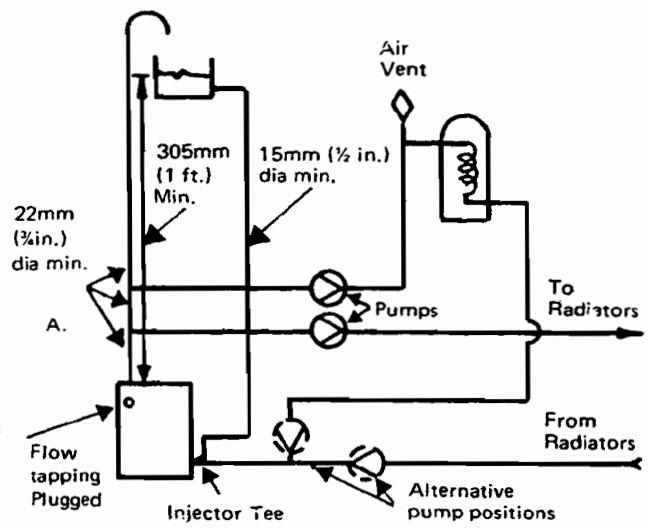 Air
Vent
305mm
(1 ft.)
Min.
15mm (½ in.)
dia min.
22mm
(¾in.)
dia min.
A.
Pumps
To
Radiators
From
Radiators
Flow
tapping
Plugged
Injector Tee
Alternative
pump positions